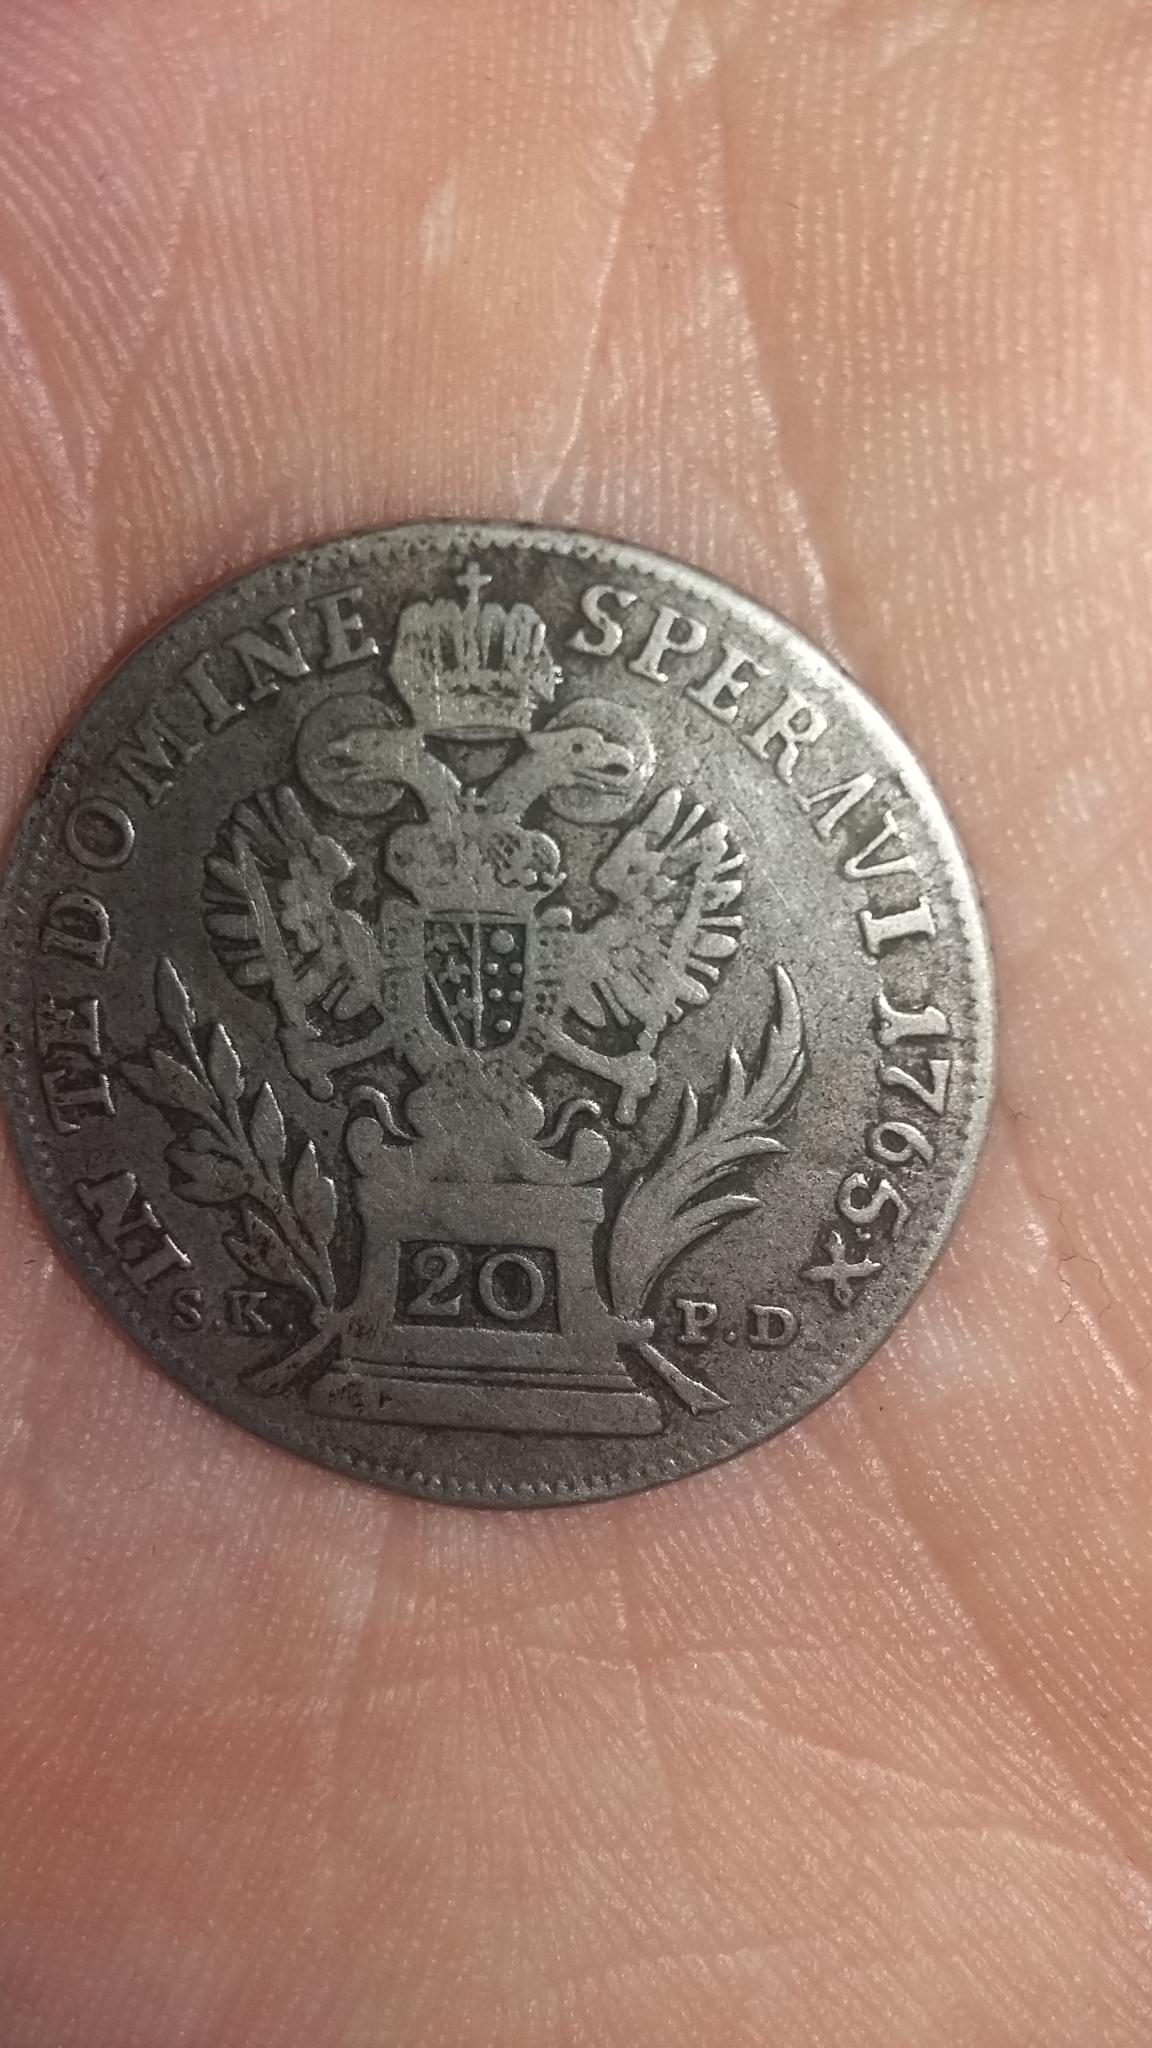 IN TE DOMINE SPERAVI 1765 X
20
S.K. P.D